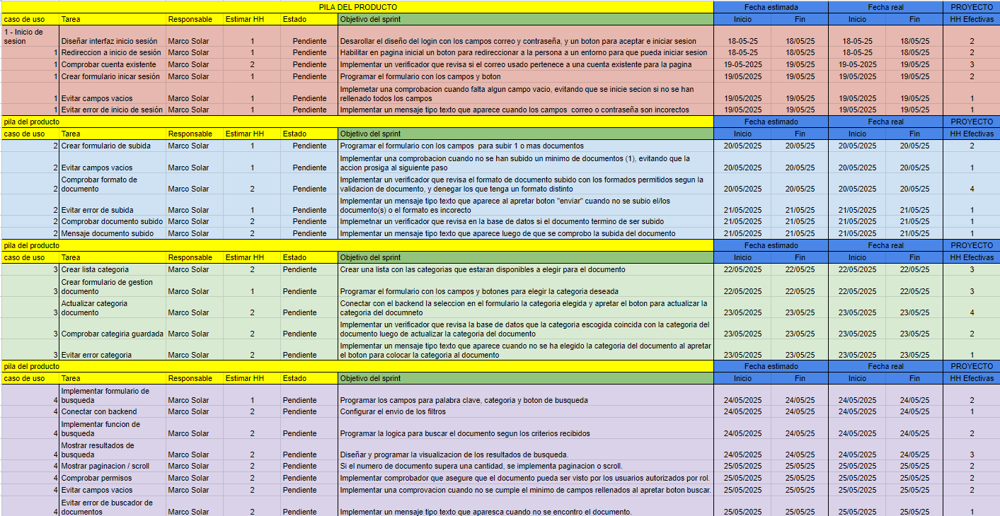 PILA DEL PRODUCTO Fecha estimada Fecha real PROYECTO
caso de uso Tarea Responsable Estimar HH Estado Objetivo del sprint Inicio Fin Inicio Fin HH Efectivas
1 - Inicio de
sesion Diseñar interfaz inicio sesión Marco Solar 1 Pendiente Desarollar el diseño del login con los campos correo y contraseña, y un boton para aceptar e iniciar sesion 18-05-25 18/05/25 18-05-25 18/05/25 2
1 Redireccion a inicio de sesión Marco Solar 1 Pendiente Habilitar en pagina inicial un boton para redireccionar a la persona a un entorno para que pueda iniciar sesion 18-05-25 18/05/25 18-05-25 18/05/25 2
1 Comprobar cuenta existente Marco Solar 2 Pendiente Implementar un verificador que revisa si el correo usado pertenece a una cuenta existente para la pagina 19-05-2025 19/05/25 19-05-2025 19/05/25 3
1 Crear formulario inicar sesión Marco Solar 1 Pendiente Programar el formulario con los campos y boton 19/05/2025 19/05/25 19/05/2025 19/05/25 2
Implemetar una comprobacion cuando falta algun campo vacio, evitando que se inicie secion si no se han
1 Evitar campos vacios Marco Solar 1 Pendiente rellenado todos los campos 19/05/2025 19/05/25 19/05/2025 19/05/25 1
1 Evitar error de inicio de sesión Marco Solar 1 Pendiente Implementar un mensaje tipo texto que aparece cuando los campos correo o contraseña son incorectos 19/05/2025 19/05/25 19/05/2025 19/05/25 1
pila del producto Fecha estimado Fecha real PROYECTO
caso de uso Tarea Responsable Estimar HH Estado Objetivo del sprint Inicio Fin Inicio Fin HH Efectivas
2 Crear formulario de subida Marco Solar 1 Pendiente Programar el formulario con los campos para subir 1 o mas documentos 20/05/2025 20/05/25 20/05/2025 20/05/25 2
Implementar una comprobacion cuando no se han subido un minimo de documentos (1), evitando que la
2 Evitar campos vacios Marco Solar 1 Pendiente accion prosiga al siguiente paso 20/05/2025 20/05/25 20/05/2025 20/05/25 1
Comprobar formato de Implementar un verificador que revisa el formato de documento subido con los formados permitidos segun la
2 documento Marco Solar 2 Pendiente validacion de documento, y denegar los que tenga un formato distinto 20/05/2025 20/05/25 20/05/2025 20/05/25 4
Implementar un mensaje tipo texto que aparece al apretar boton "enviar" cuando no se subio el/los
2 Evitar error de subida Marco Solar 1 Pendiente documento(s) o el formato es incorecto 21/05/2025 21/05/25 21/05/2025 21/05/25 1
2 Comprobar documento subido Marco Solar 2 Pendiente Implemetnar un verificador que revisa en la base de datos si el documento termino de ser subido 21/05/2025 21/05/25 21/05/2025 21/05/25 1
2 Mensaje documento subido Marco Solar 2 Pendiente Implementar un mensaje tipo texto que aparece luego de que se comprobo la subida del documento 21/05/2025 21/05/25 21/05/2025 21/05/25 1
pila del producto Fecha estimado Fecha real PROYECTO
caso de uso Tarea Responsable Estimar HH Estado Objetivo del sprint Inicio Fin Inicio Fin HH Efectivas
3 Crear lista categoria Marco Solar 2 Pendiente Crear una lista con las categorias que estaran disponibles a elegir para el documento 22/05/2025 22/05/25 22/05/2025 22/05/25 3
Crear formulario de gestion
3 documento Marco Solar 1 Pendiente Programar el formulario con los campos y botones para elegir la categoria deseada 22/05/2025 22/05/25 22/05/2025 22/05/25 3
Actualizar categoria Conectar con el backend la seleccion en el formulario la categoria elegida y apretar el boton para actualizar la
3 documento Marco Solar 2 Pendiente categoria del documneto 23/05/2025 23/05/25 23/05/2025 23/05/25 4
Implementar un verificador que revisa la base de datos que la categoria escogida coincida con la categoria del
3 Comprobar categiria guardada Marco Solar 2 Pendiente documento luego de actualizar la categoria del documento 23/05/2025 23/05/25 23/05/2025 23/05/25 2
Implementar un mensaje tipo texto que aparece cuando no se ha elegido la categoria del documento al apretar
3 Evitar error categoria Marco Solar 2 Pendiente el boton para colocar la categoria al documento 23/05/2025 23/05/25 23/05/2025 23/05/25 1
pila del producto Fecha estimado Fecha real PROYECTO
caso de uso Tarea Responsable Estimar HH Estado Objetivo del sprint Inicio Fin Inicio Fin HH Efectivas
Implementar formulario de
4 busqueda Marco Solar 1 Pendiente Programar los campos para palabra clave, categoria y boton de busqueda 24/05/2025 24/05/25 24/05/2025 24/05/25 2
4 Conectar con backend Marco Solar 2 Pendiente Configurar el envio de los filtros 24/05/2025 24/05/25 24/05/2025 24/05/25 1
Implementar funcion de
4 busqueda Marco Solar 2 Pendiente Programar la logica para buscar el documento segun los criterios recibidos 24/05/2025 24/05/25 24/05/2025 24/05/25 2
Mostrar resultados de
4 busqueda Marco Solar 2 Pendiente Diseñar y programar la visualizacion de los resultados de busqueda. 24/05/2025 24/05/25 24/05/2025 24/05/25 3
4 Mostrar paginacion / scroll Marco Solar 2 Pendiente Si el numero de documento supera una cantidad, se implementa paginacion o scroll. 25/05/2025 25/05/25 25/05/2025 25/05/25 2
4 Comprobar permisos Marco Solar 2 Pendiente Implementar comprobador que asegure que el documento pueda ser visto por los usuarios autorizados por rol. 25/05/2025 25/05/25 25/05/2025 25/05/25 2
4 Evitar campos vacios Marco Solar 2 Pendiente Implementar una comprovacion cuando no se cumple el minimo de campos rellenados al apretar boton buscar. 25/05/2025 25/05/25 25/05/2025 25/05/25 2
Evitar error de buscador de
4 documentos Marco Solar 2 Pendiente Implementar un mensaje tipo texto que aparesca cuando no se encontro el documento. 25/05/2025 25/05/25 25/05/2025 25/05/25 1